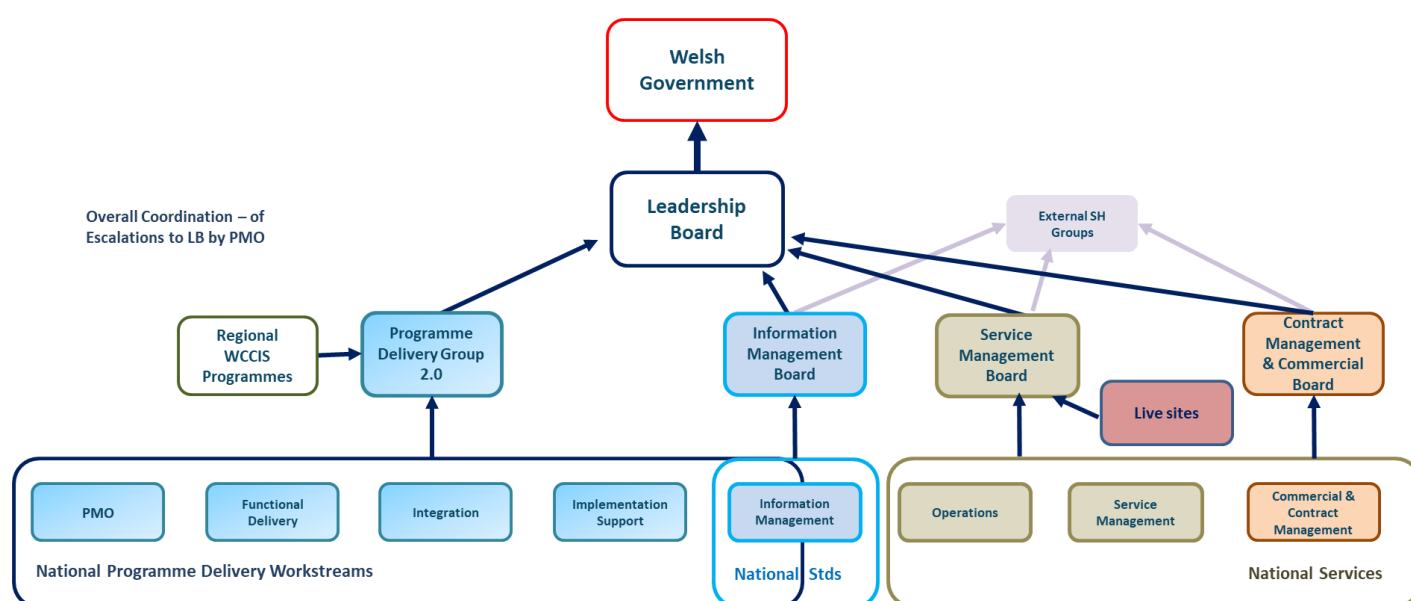 Welsh
Government
Leadership
Board
External SH
Groups
Overall Coordination – of
Escalations to LB by PMO
Regional
WCCIS
Programmes
Programme
Delivery Group
2.0
Information
Management
Board
Service
Management
Board
Contract
Management
& Commercial
Board
Live sites
PMO
Functional
Delivery
Integration
Implementation
Support
Information
Management
Operations
Service
Management
Commercial &
Contract
Management
National Programme Delivery Workstreams
National Stds
National Services